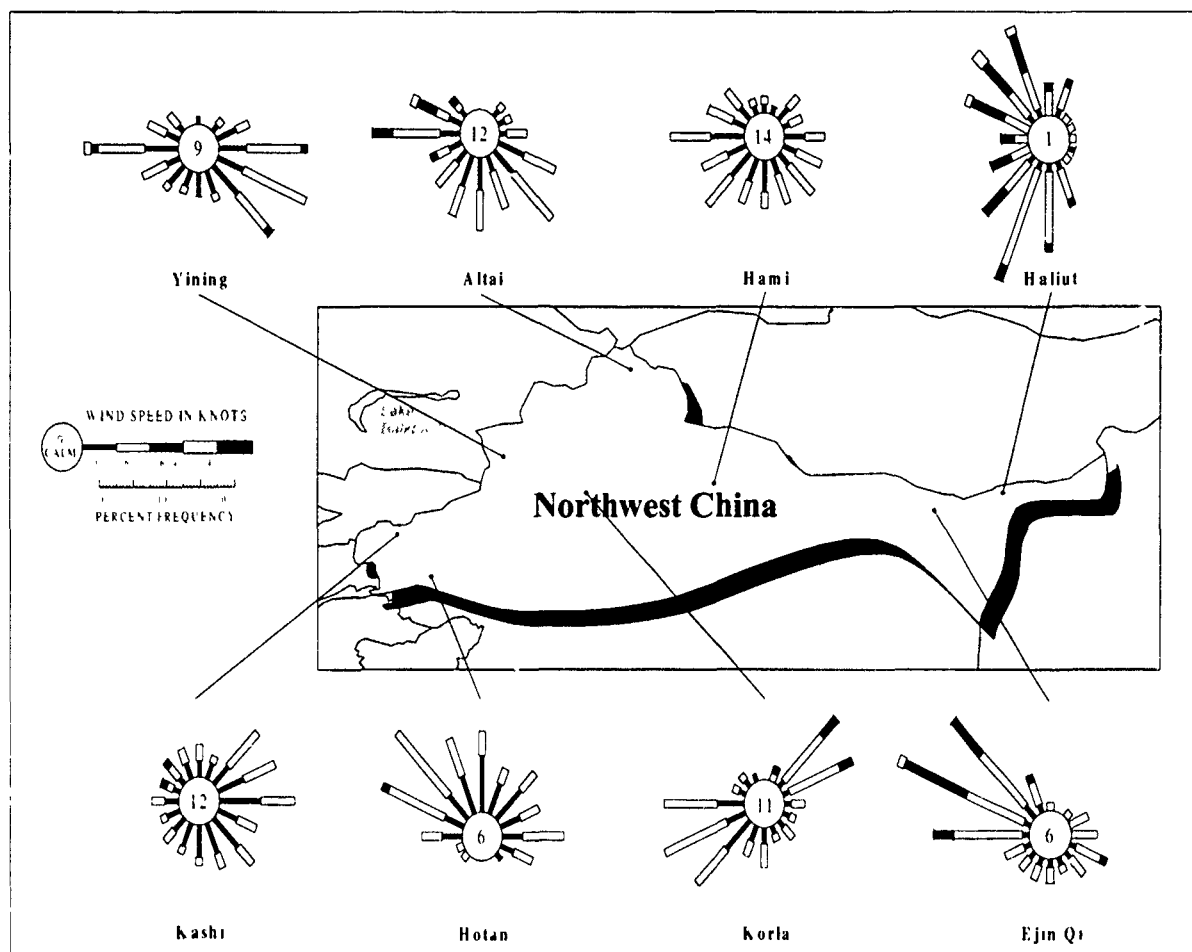 9
12
14
1
Yining
Altai
Hami
Haliut
Lake
WIND SPEED IN KNOTS
CALM
PERCENT FREQUENCY
Northwest China
12
6
11
6
Kashi
Hotan
Korla
Ejin Qi